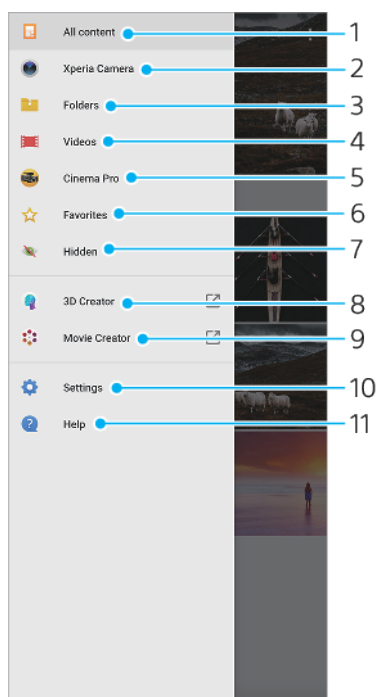 All content 1
Xperia Camera 2
Folders 3
Videos 4
Cinema Pro 5
Favorites 6
Hidden 7
3D Creator 8
Movie Creator 9
Settings 10
? Help 11